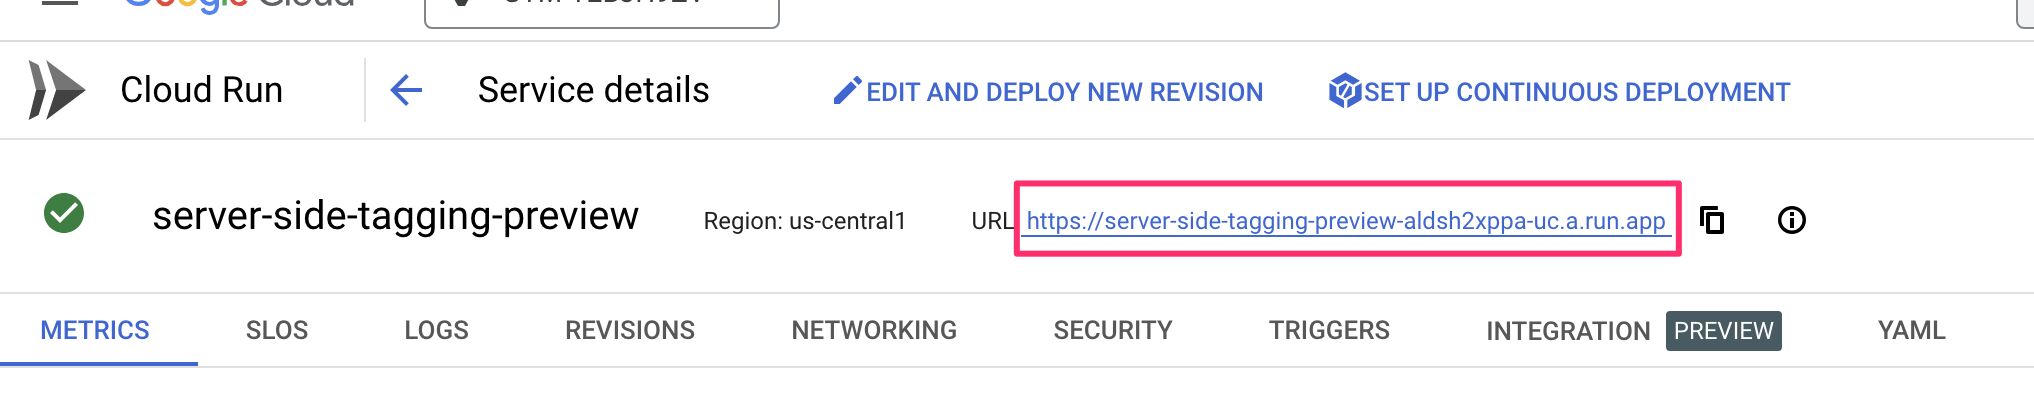 Google Cloud
Cloud Run
Service details
EDIT AND DEPLOY NEW REVISION
SET UP CONTINUOUS DEPLOYMENT
server-side-tagging-preview
Region: us-central1
URL
https://server-side-tagging-preview-aldsh2xppa-uc.a.run.app
METRICS
SLOS
LOGS
REVISIONS
NETWORKING
SECURITY
TRIGGERS
INTEGRATION
PREVIEW
YAML